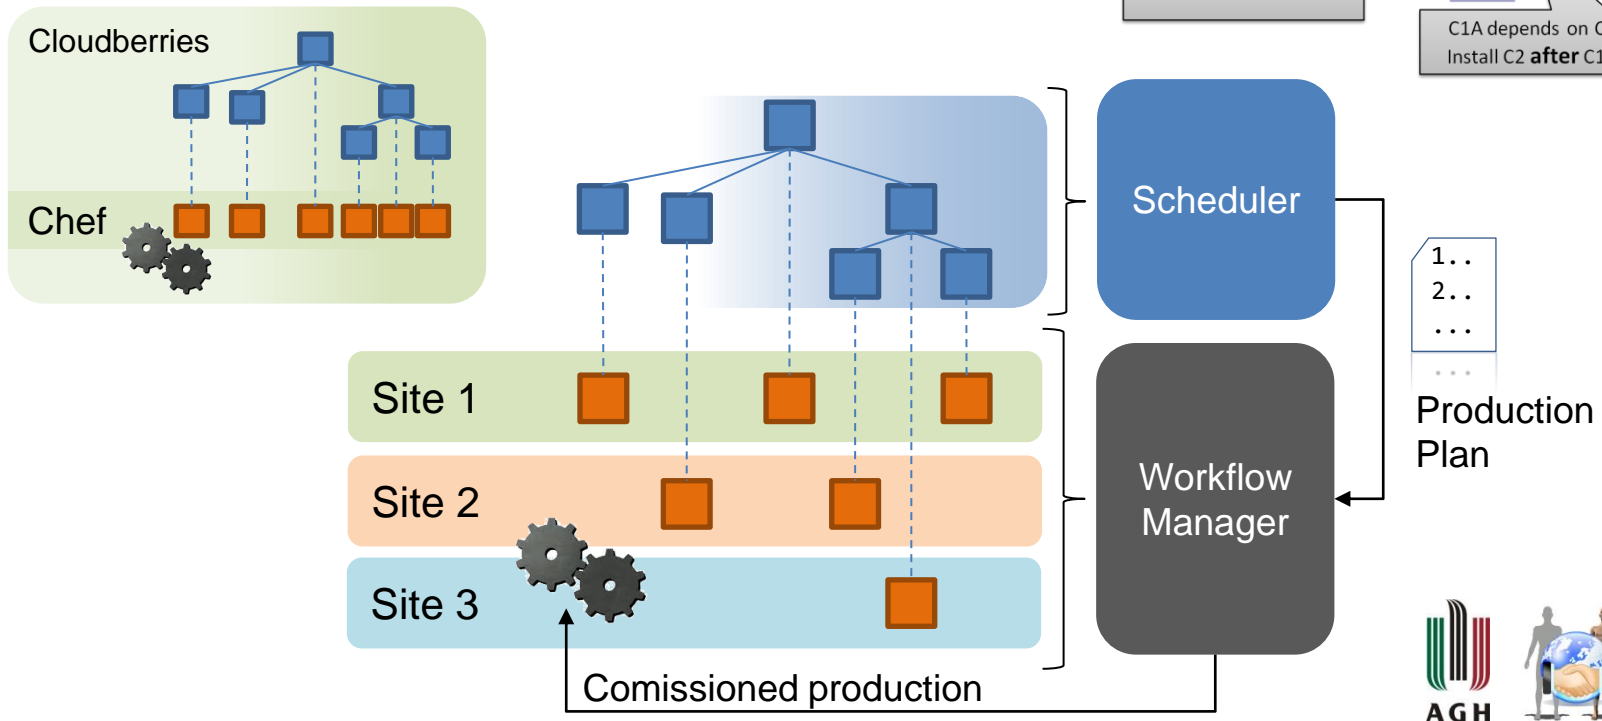 Cloudberries
C1A depends on
Install C2 after C1
Scheduler
Chef
1..
2..
...
...
Site 1
Production
Plan
Workflow
Manager
Site 2
Site 3
Comissioned production
AGH